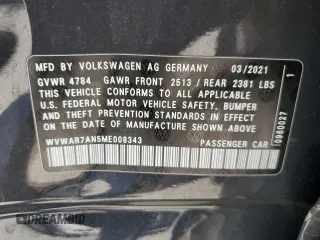 MFD BY VOLKSWAGEN AG GERMANY 03/2021
GVWR 4784 GAWR FRONT 2513 / REAR 2381 LBS
THIS VEHICLE CONFORMS TO ALL APPLICABLE
U.S. FEDERAL MOTOR VEHICLE SAFETY, BUMPER
AND THEFT PREVENTION STANDARDS IN EFFECT
ON THE DATE OF MANUFACTURE SHOWN ABOVE.
WVWAR7AN5ME008343 PASSENGER CAR
10960027 1
DREAMBID